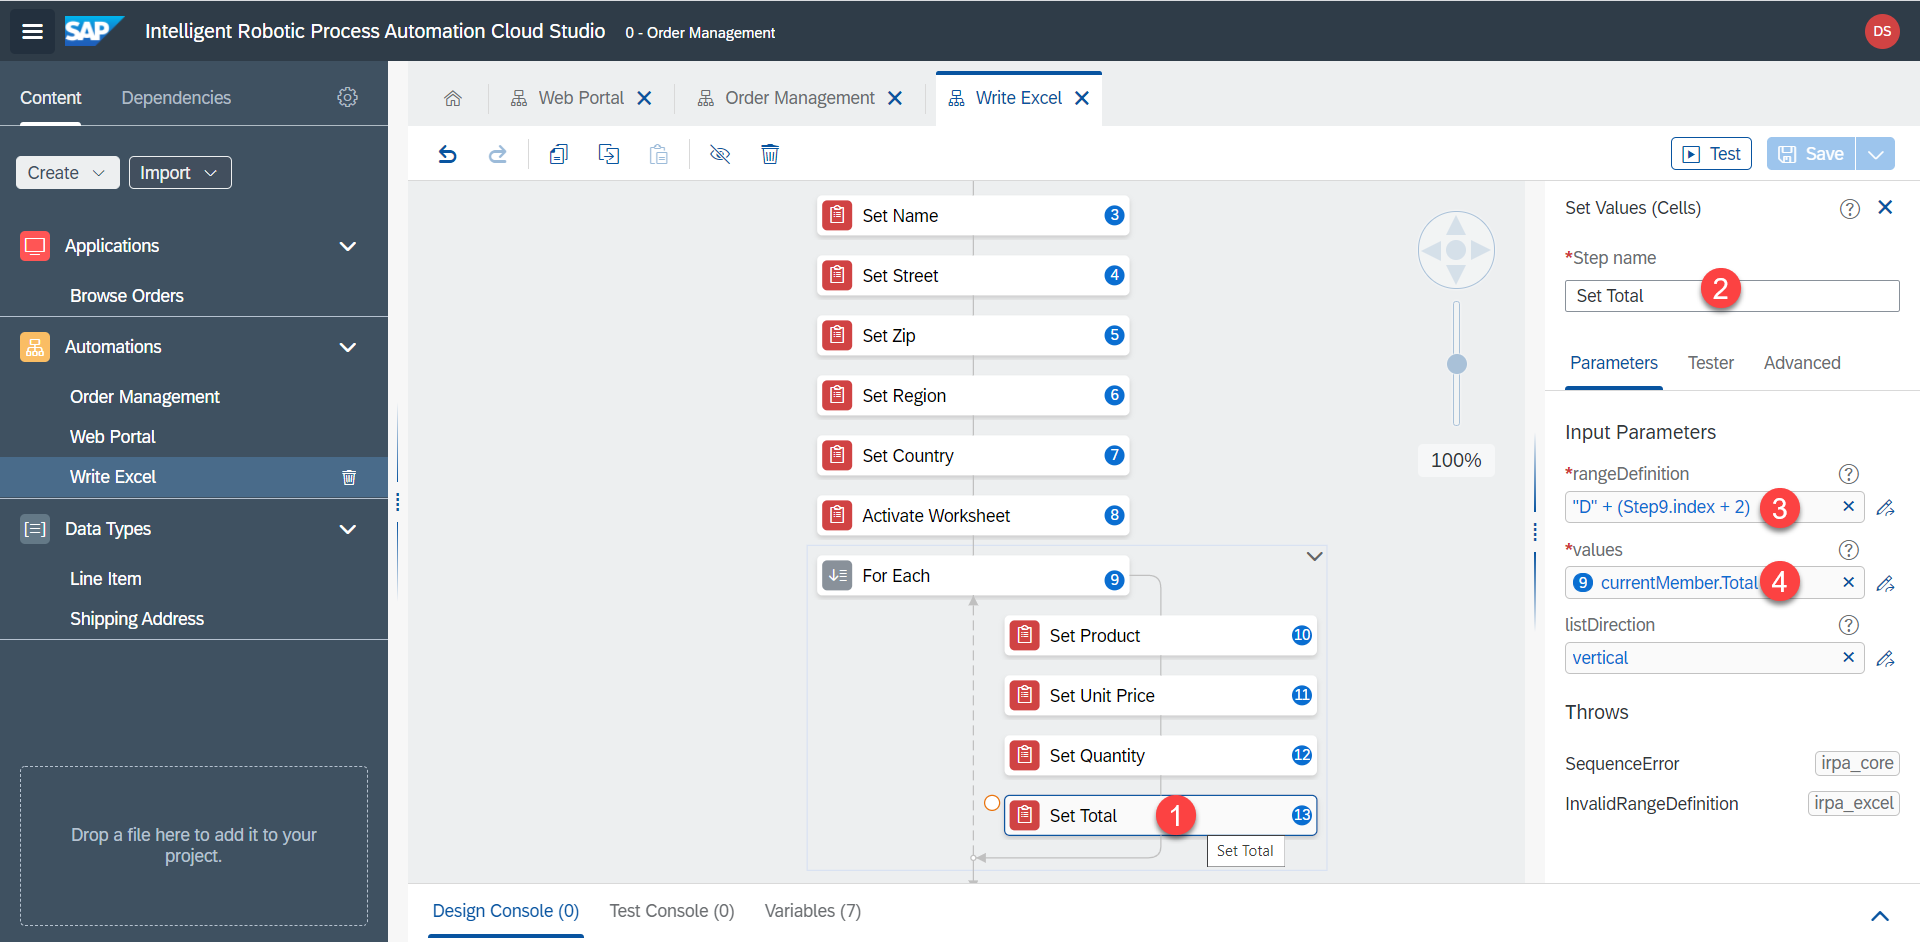 SAP Intelligent Robotic Process Automation Cloud Studio 0 - Order Management DS
Content Dependencies
Create Import
Applications
Browse Orders
Automations
Order Management
Web Portal
Write Excel
Data Types
Line Item
Shipping Address
Drop a file here to add it to your
project.
Web Portal Order Management Write Excel
Test Save
Set Name 3
Set Street 4
Set Zip 5
Set Region 6
Set Country 7
Activate Worksheet 8
For Each 9
Set Product 10
Set Unit Price 11
Set Quantity 12
Set Total 1 13
Set Total
100%
Set Values (Cells) ?
*Step name
Set Total 2
Parameters Tester Advanced
Input Parameters
*rangeDefinition ?
"D" + (Step9.index + 2) 3
*values ?
9 currentMember.Total 4
listDirection ?
vertical
Throws
SequenceError irpa_core
InvalidRangeDefinition irpa_excel
Design Console (0) Test Console (0) Variables (7)